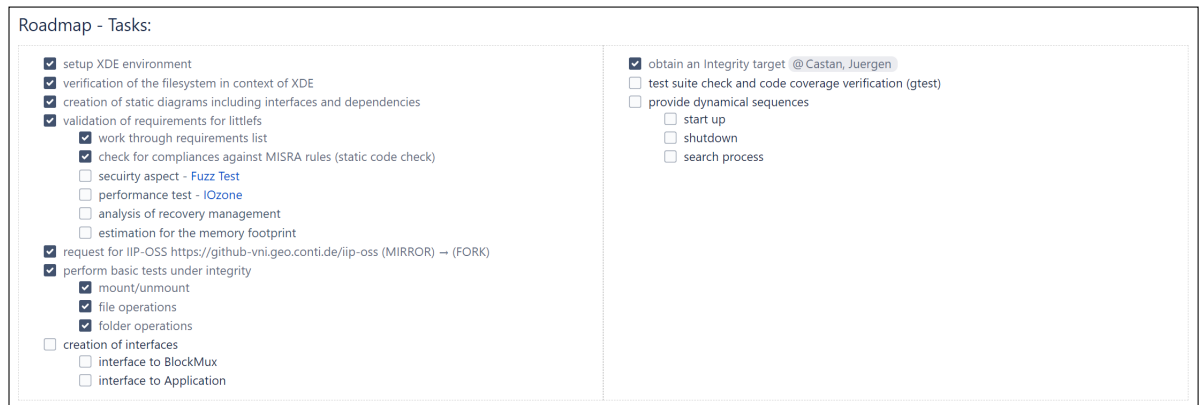 Roadmap - Tasks:
setup XDE environment
verification of the filesystem in context of XDE
creation of static diagrams including interfaces and dependencies
validation of requirements for littlefs
work through requirements list
check for compliances against MISRA rules (static code check)
secuirty aspect - Fuzz Test
performance test - IOzone
analysis of recovery management
estimation for the memory footprint
request for IIP-OSS https://github-vni.geo.conti.de/iip-oss (MIRROR) → (FORK)
perform basic tests under integrity
mount/unmount
file operations
folder operations
creation of interfaces
interface to BlockMux
interface to Application
obtain an Integrity target @ Castan, Juergen
test suite check and code coverage verification (gtest)
provide dynamical sequences
start up
shutdown
search process